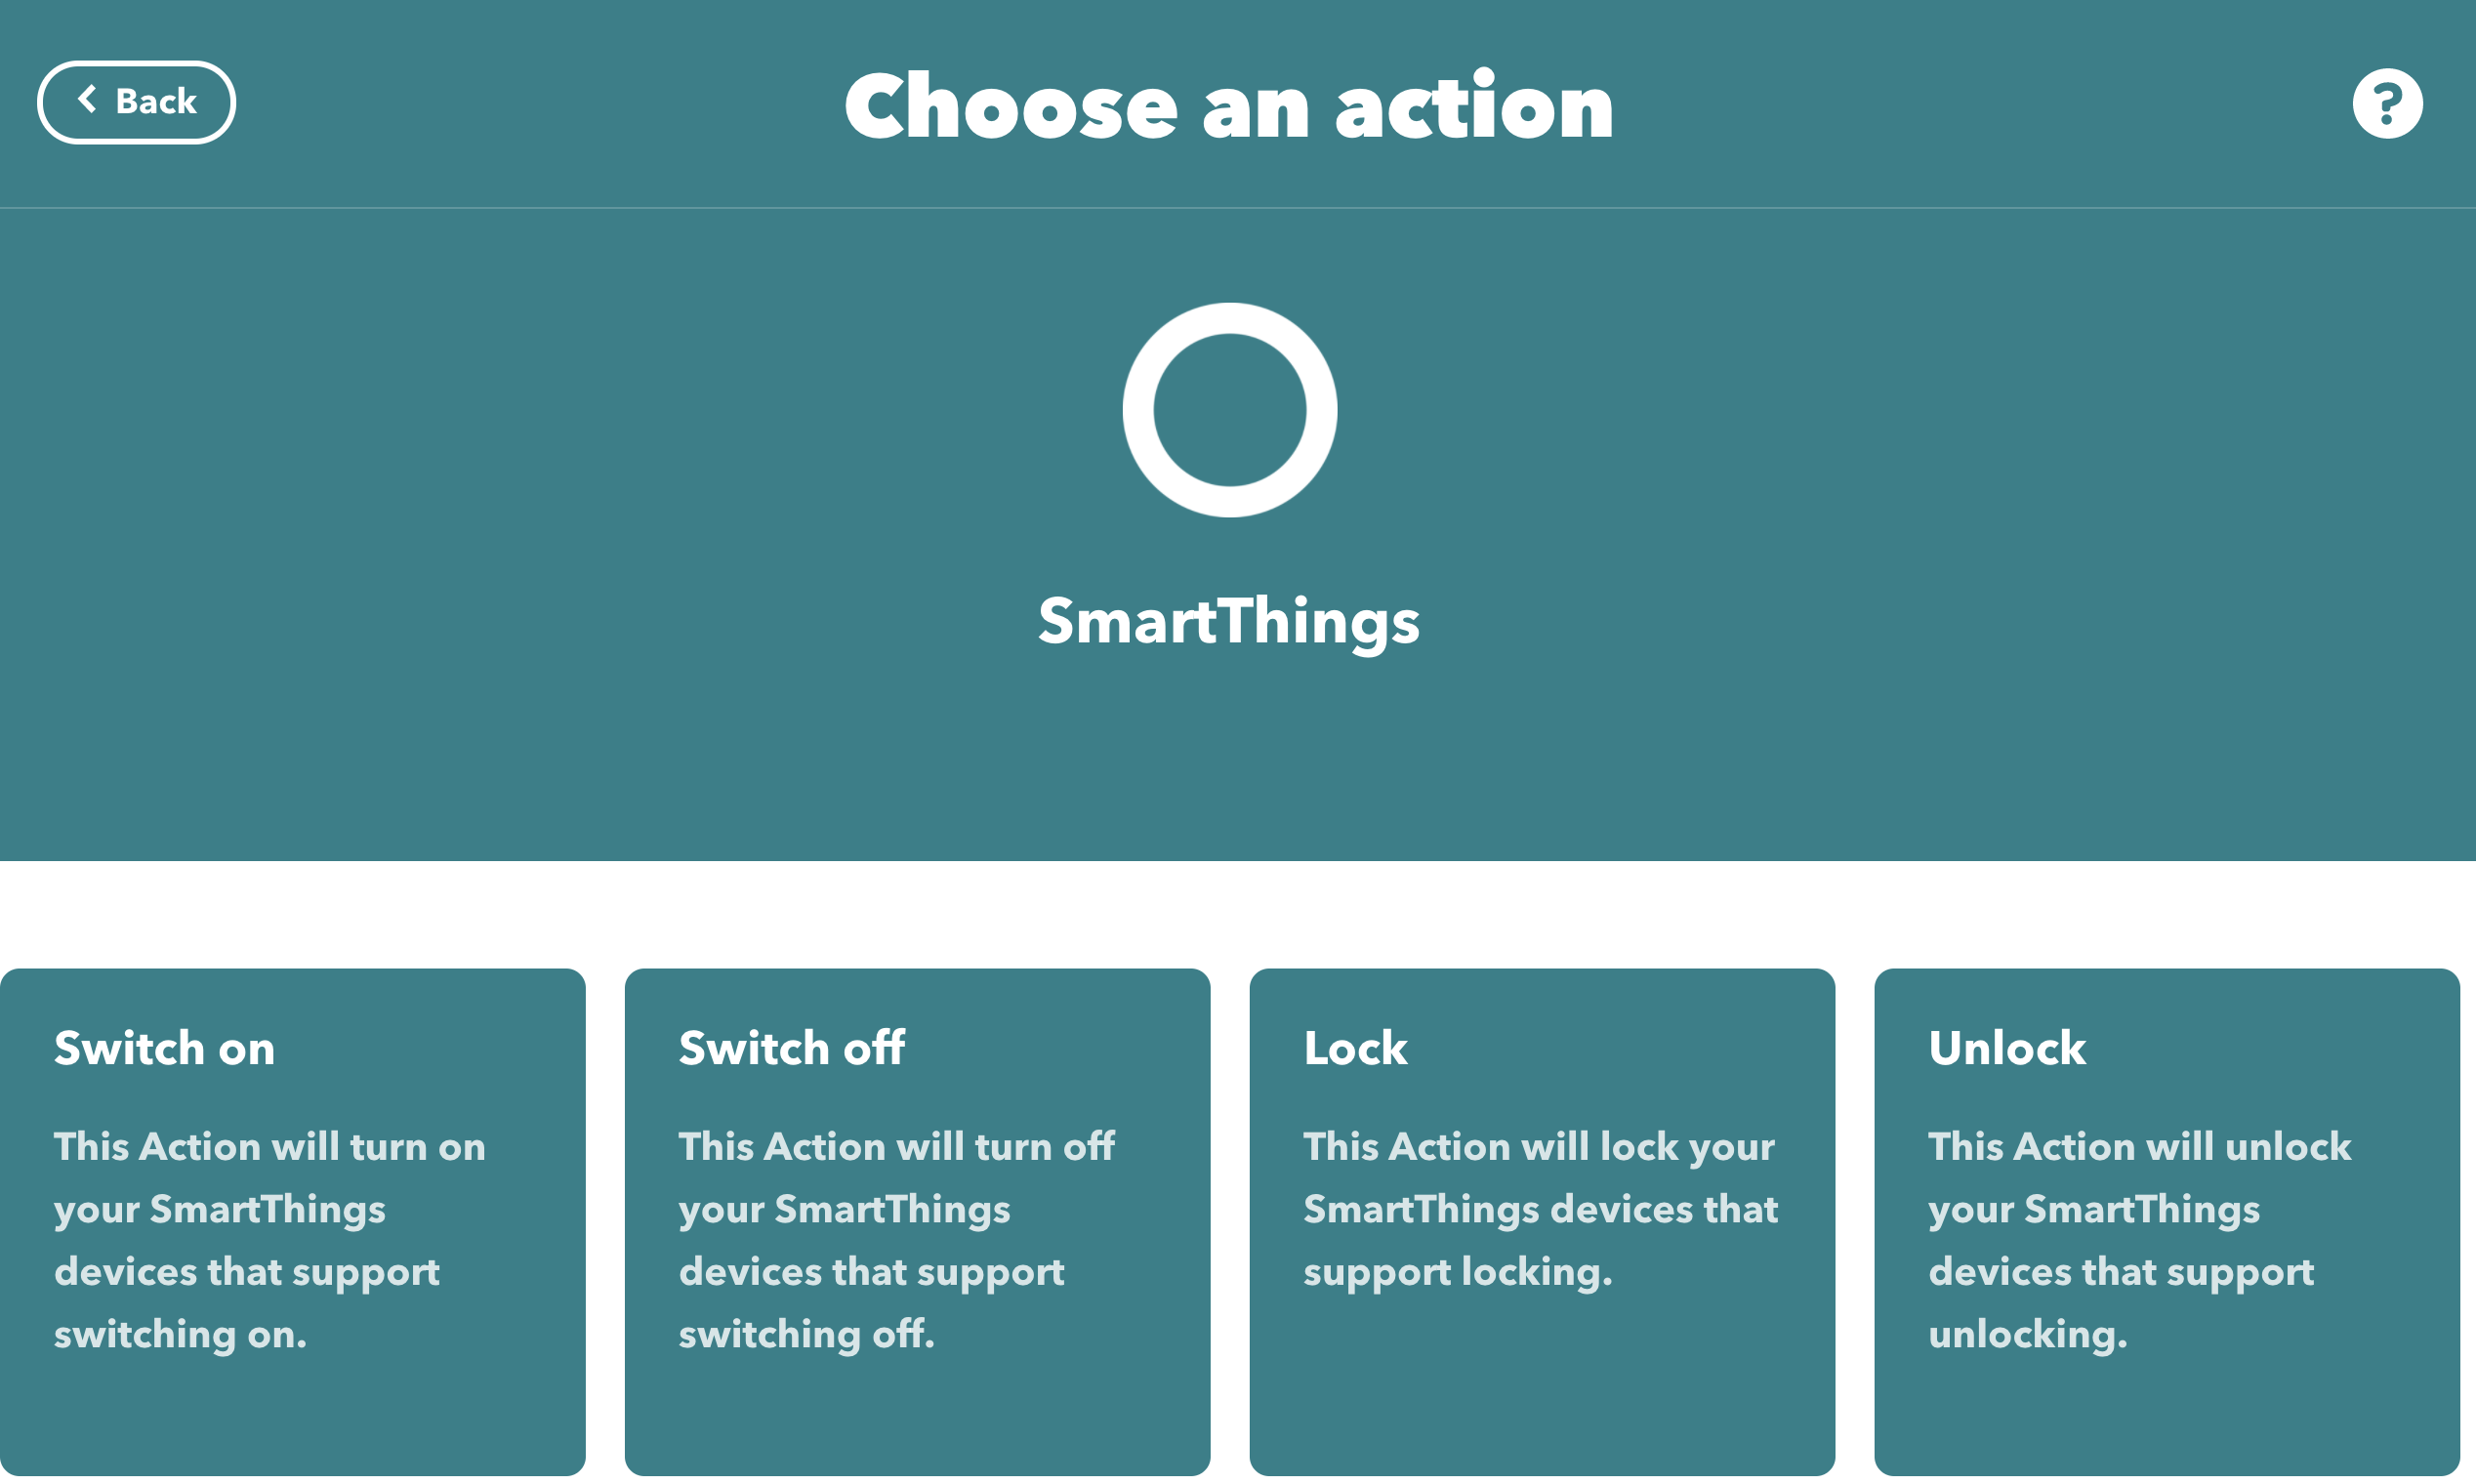 Back
Choose an action
?
SmartThings
Switch on
This Action will turn on
your SmartThings
devices that support
switching on.
Switch off
This Action will turn off
your SmartThings
devices that support
switching off.
Lock
This Action will lock your
SmartThings devices that
support locking.
Unlock
This Action will unlock
your SmartThings
devices that support
unlocking.